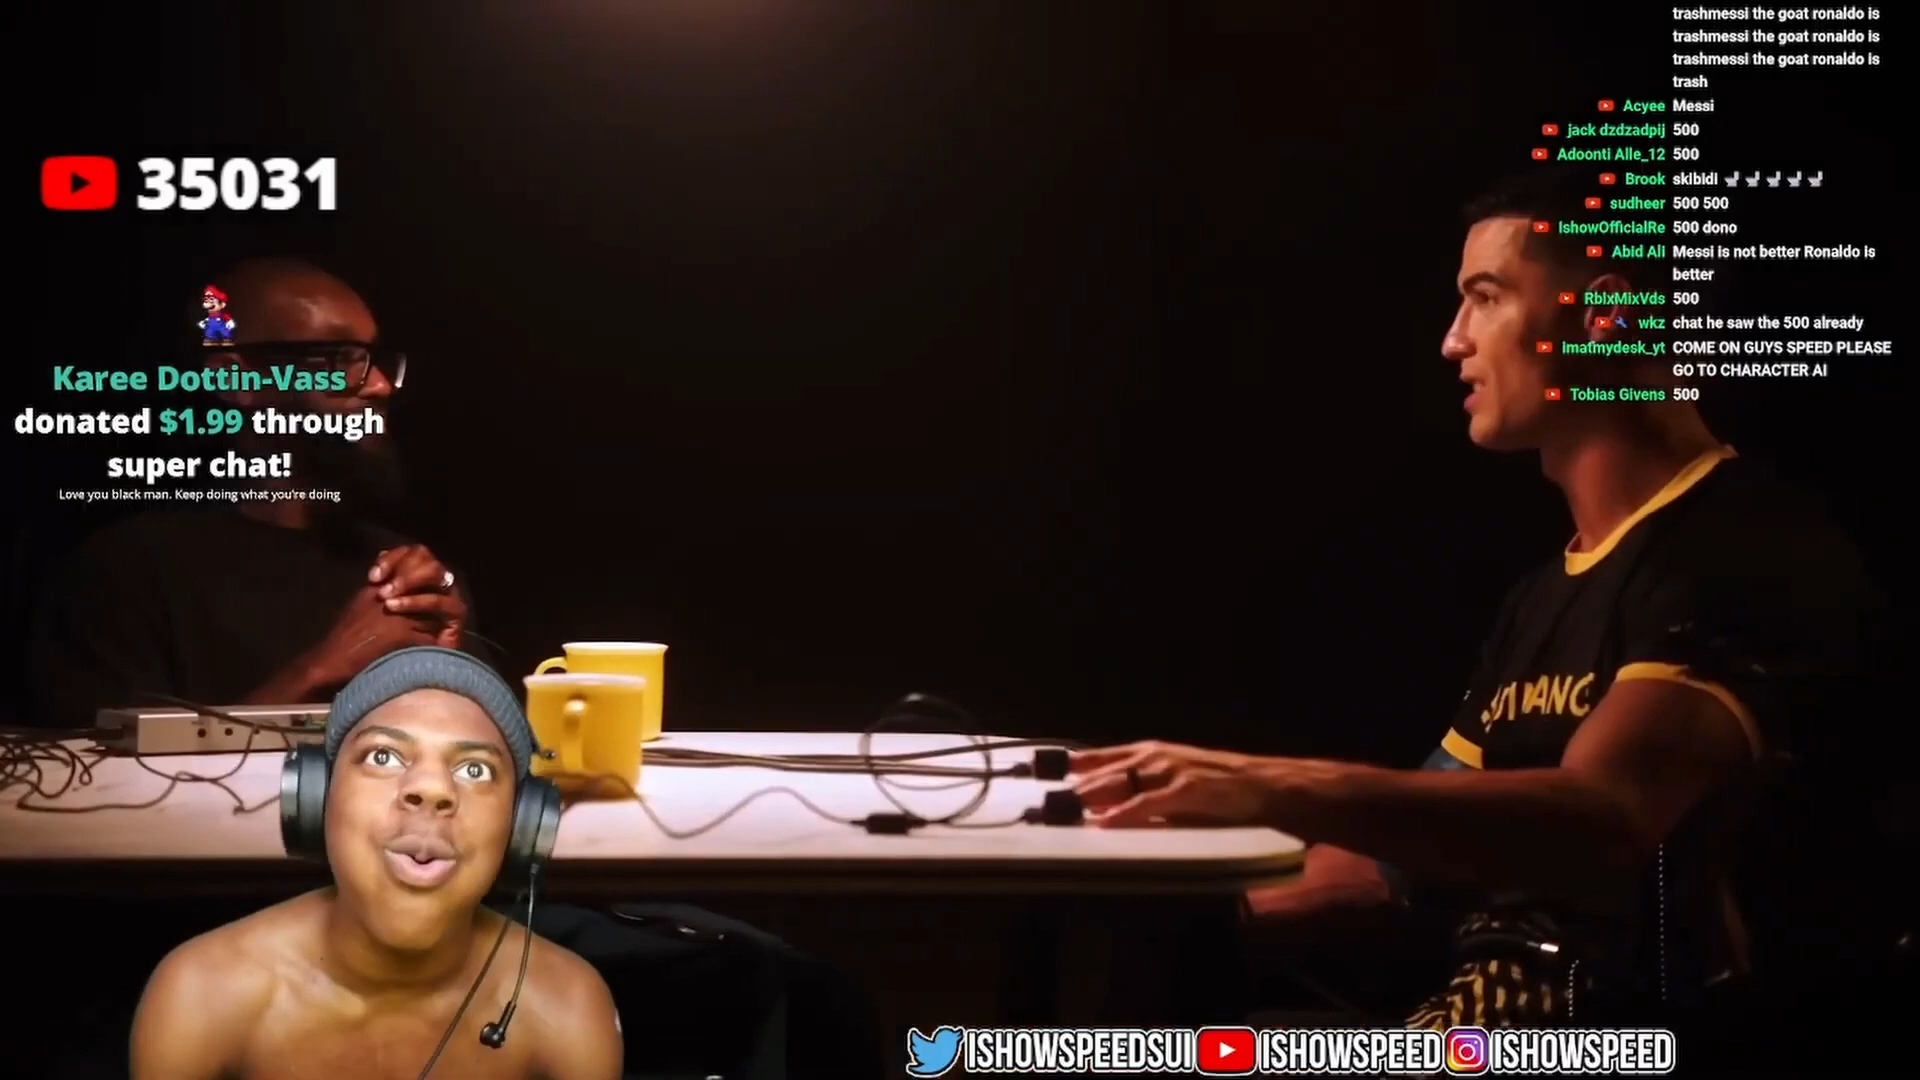 trashmessi the goat ronaldo is
trashmessi the goat ronaldo is
trashmessi the goat ronaldo is
trash
Acyee Messi
jack dzdzadpij 500
Adoonti Alle_12 500
Brook skibidi 🚽🚽🚽🚽🚽
sudheer 500 500
IshowOfficialRe 500 dono
Abid Ali Messi is not better Ronaldo is
better
RblxMixVds 500
wkz chat he saw the 500 already
imatmydesk_yt COME ON GUYS SPEED PLEASE
GO TO CHARACTER AI
Tobias Givens 500
35031
Karee Dottin-Vass
donated $1.99 through
super chat!
Love you black man. Keep doing what you're doing
ISHOWSPEEDSUI ISHOWSPEED ISHOWSPEED